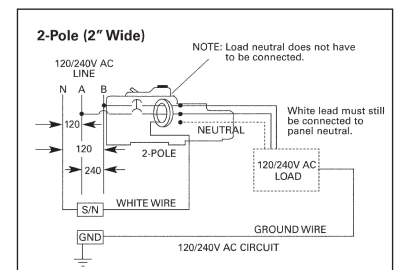 2-Pole (2" Wide)
NOTE: Load neutral does not have
to be connected.
120/240V AC
LINE
N A B
White lead must still
be connected to
panel neutral.
120
NEUTRAL
120
2-POLE
240
120/240V AC
LOAD
S/N
WHITE WIRE
GND
GROUND WIRE
120/240V AC CIRCUIT